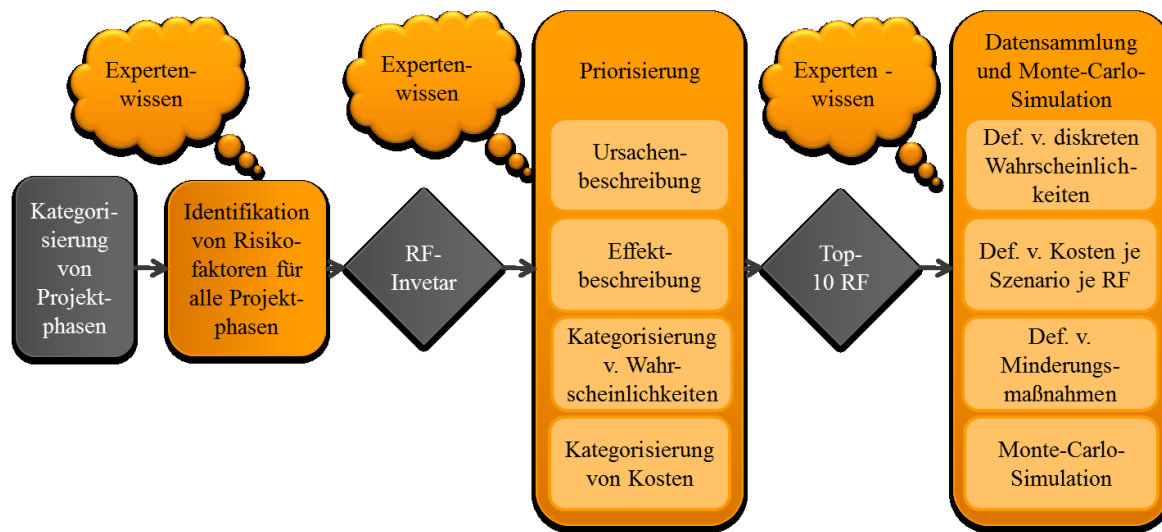 Experten-
wissen
Kategori-
sierung
von
Projekt-
phasen
Identifikation
von Risiko-
faktoren für
alle Projekt-
phasen
Experten-
wissen
RF-
Invetar
Priorisierung
Ursachen-
beschreibung
Effekt-
beschreibung
Kategorisierung
v. Wahr-
scheinlichkeiten
Kategorisierung
von Kosten
Experten -
wissen
Top-
10 RF
Datensammlung
und Monte-Carlo-
Simulation
Def. v. diskreten
Wahrscheinlich-
keiten
Def. v. Kosten je
Szenario je RF
Def. v.
Minderungs-
maßnahmen
Monte-Carlo-
Simulation